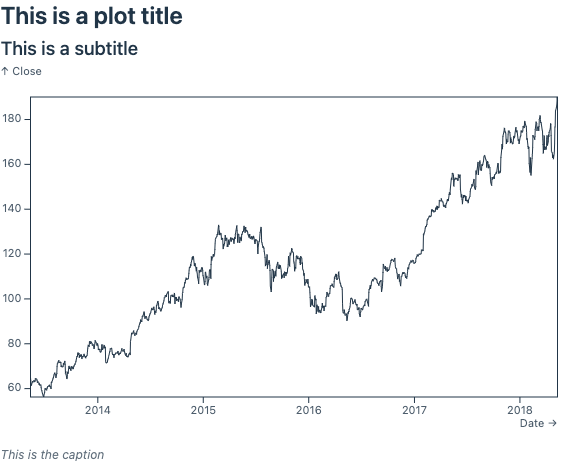 This is a plot title
This is a subtitle
↑ Close
180
160
140
120
100
80
60
2014 2015 2016 2017 2018
Date →
This is the caption